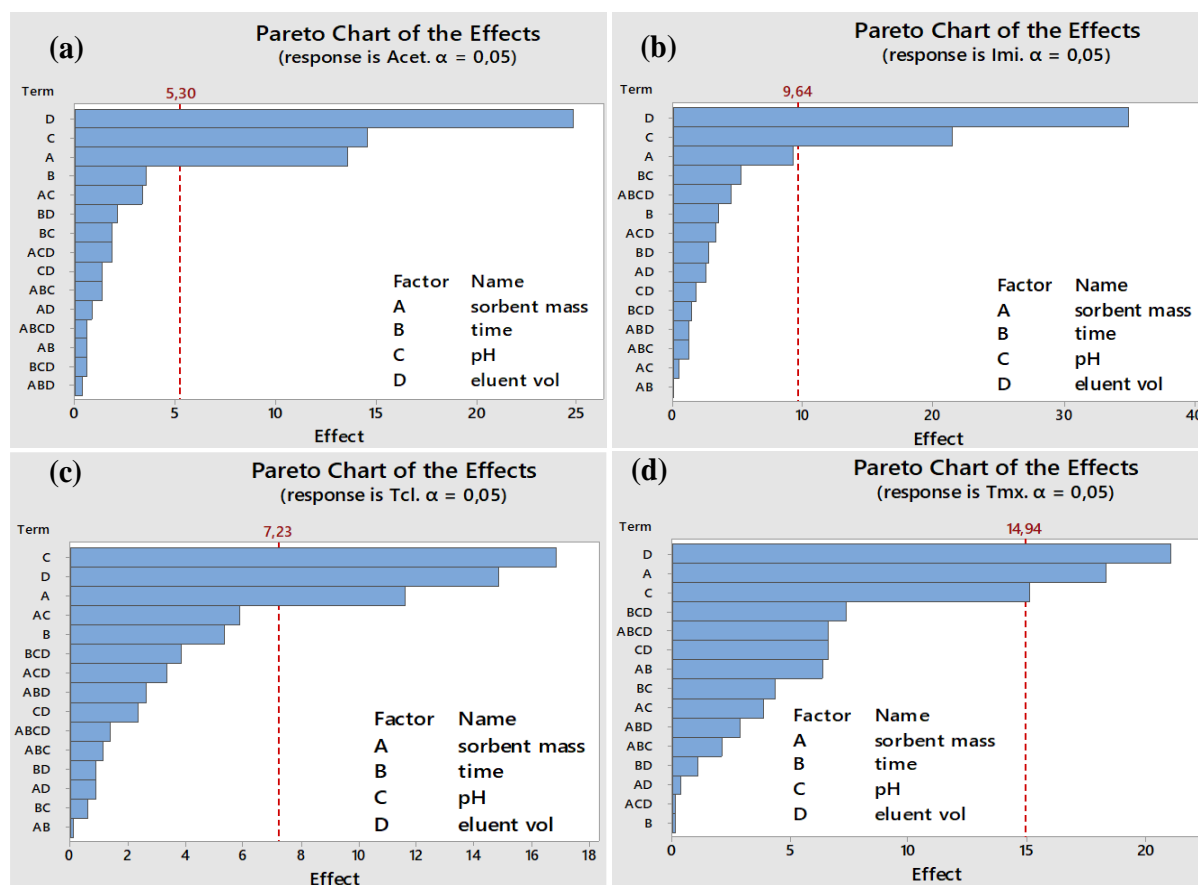 (a)
Pareto Chart of the Effects
(response is Acet. α = 0,05)
Term
5,30
D
C
A
B
AC
BD
BC
ACD
CD
ABC
AD
ABCD
AB
BCD
ABD
Factor Name
A sorbent mass
B time
C pH
D eluent vol
0 5 10 15 20 25
Effect
(b)
Pareto Chart of the Effects
(response is Imi. α = 0,05)
Term
9,64
D
C
A
BC
ABCD
B
ACD
BD
AD
CD
BCD
ABD
ABC
AC
AB
Factor Name
A sorbent mass
B time
C pH
D eluent vol
0 10 20 30 40
Effect
(c)
Pareto Chart of the Effects
(response is Tcl. α = 0,05)
Term
7,23
C
D
A
AC
B
BCD
ACD
ABD
CD
ABCD
ABC
BD
AD
BC
AB
Factor Name
A sorbent mass
B time
C pH
D eluent vol
0 2 4 6 8 10 12 14 16 18
Effect
(d)
Pareto Chart of the Effects
(response is Tmx. α = 0,05)
Term
14,94
D
A
C
BCD
ABCD
CD
AB
BC
AC
ABD
ABC
BD
AD
ACD
B
Factor Name
A sorbent mass
B time
C pH
D eluent vol
0 5 10 15 20
Effect